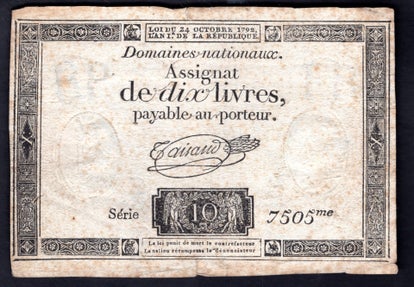 LOI DU 24 OCTOBRE 1792,
L'AN 1er. DE LA RÉPUBLIQUE.
Domaines nationaux.
Assignat
de dix livres,
payable au porteur.
Taisaud
Série 10 7505me
La loi punit de mort le contrefacteur
La nation récompense le dénonciateur